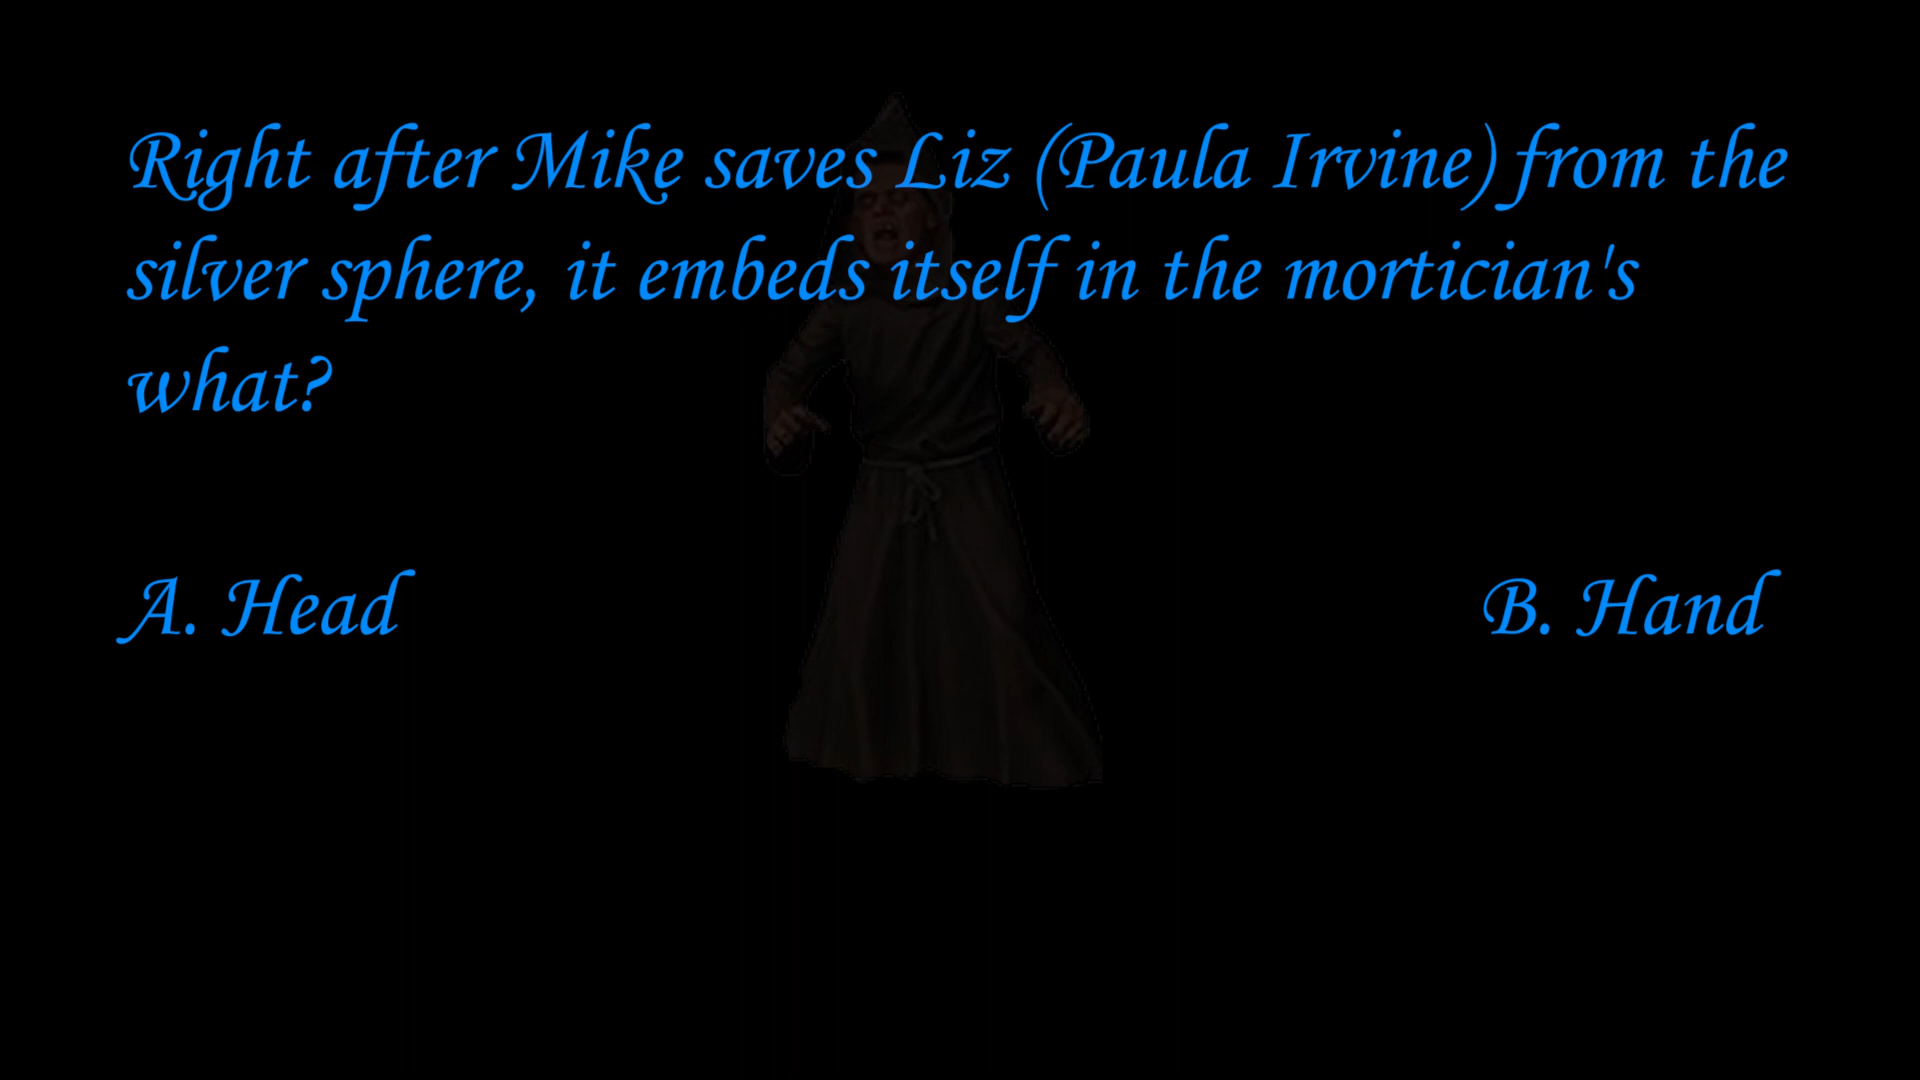 Right after Mike saves Liz (Paula Irvine) from the
silver sphere, it embeds itself in the mortician's
what?
A. Head B. Hand